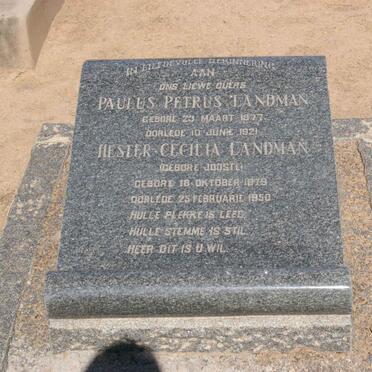 IN LIEFDEVOLLE HERINNERING
AAN
ONS LIEWE OUERS
PAULUS PETRUS LANDMAN
GEBORE 23 MAART 1877
OORLEDE 10 JUNIE 1921
HESTER CECILIA LANDMAN
(GEBORE JOOSTE)
GEBORE 18 OKTOBER 1879
OORLEDE 25 FEBRUARIE 1950
HULLE PLEKKE IS LEEG,
HULLE STEMME IS STIL,
HEER DIT IS U WIL.